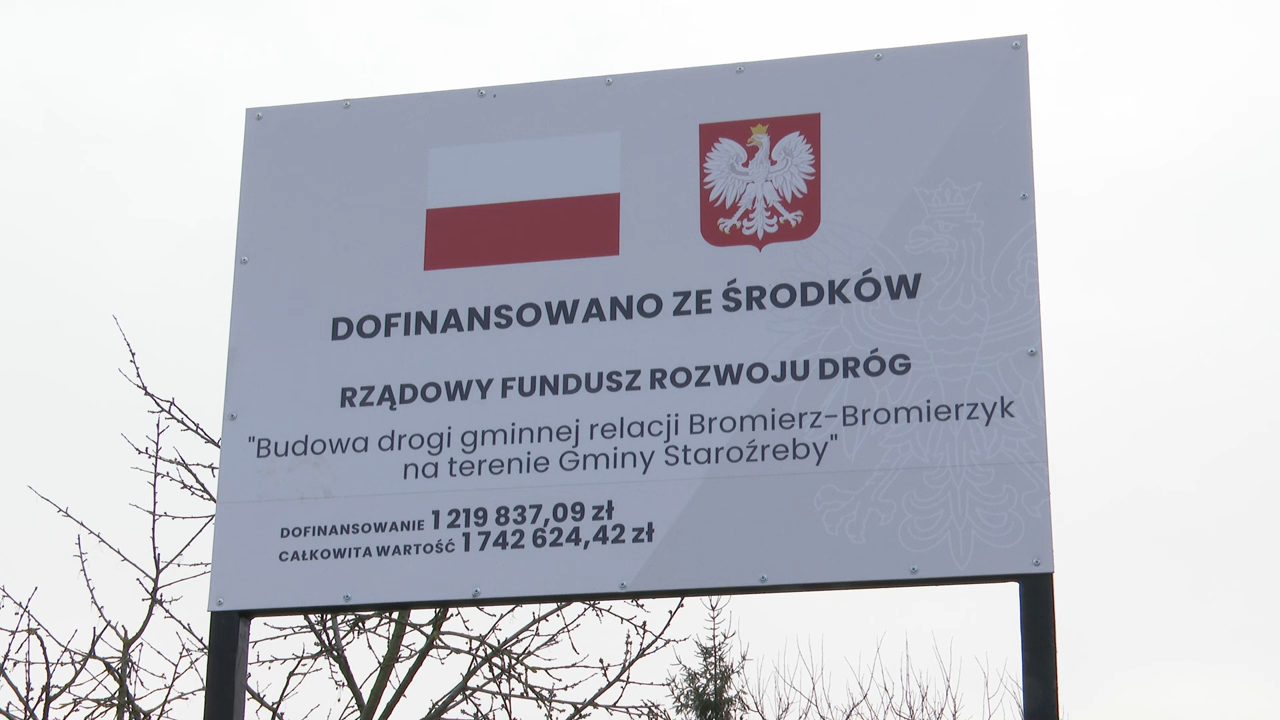 DOFINANSOWANO ZE ŚRODKÓW
RZĄDOWY FUNDUSZ ROZWOJU DRÓG
"Budowa drogi gminnej relacji Bromierz-Bromierzyk
na terenie Gminy Staroźreby"
DOFINANSOWANIE 1 219 837,09 zł
CAŁKOWITA WARTOŚĆ 1 742 624,42 zł